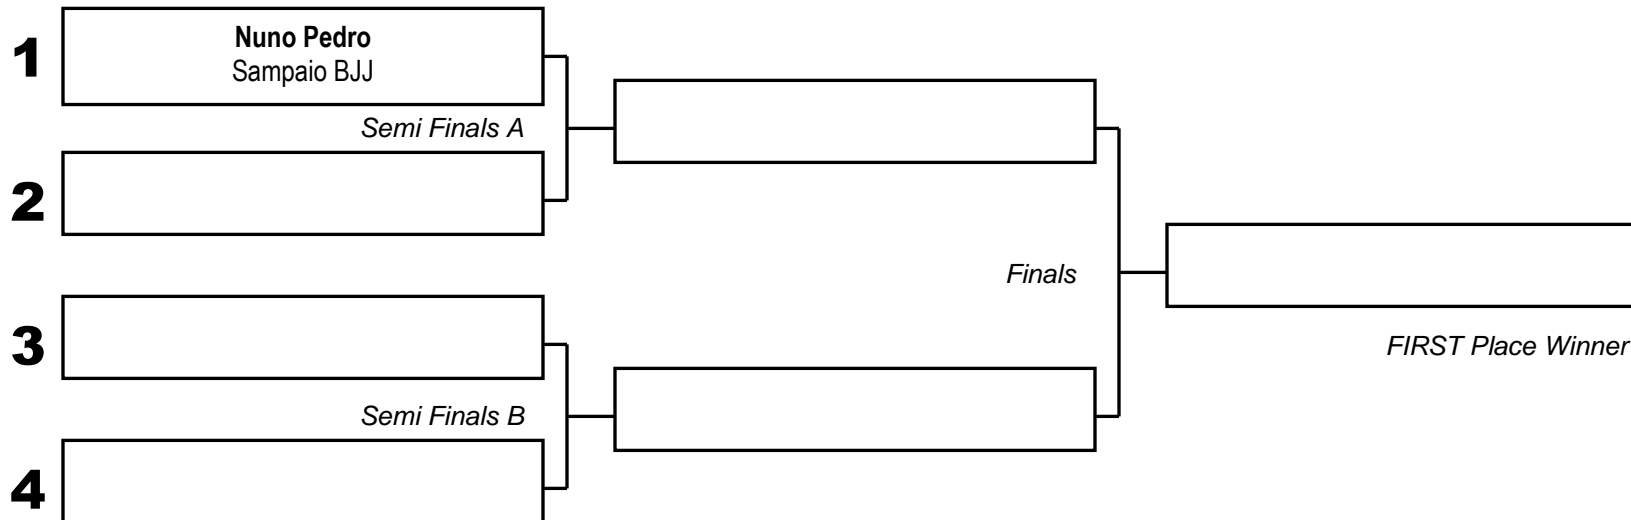 1
Nuno Pedro
Sampaio BJJ
Semi Finals A
2
Finals
3
FIRST Place Winner
Semi Finals B
4